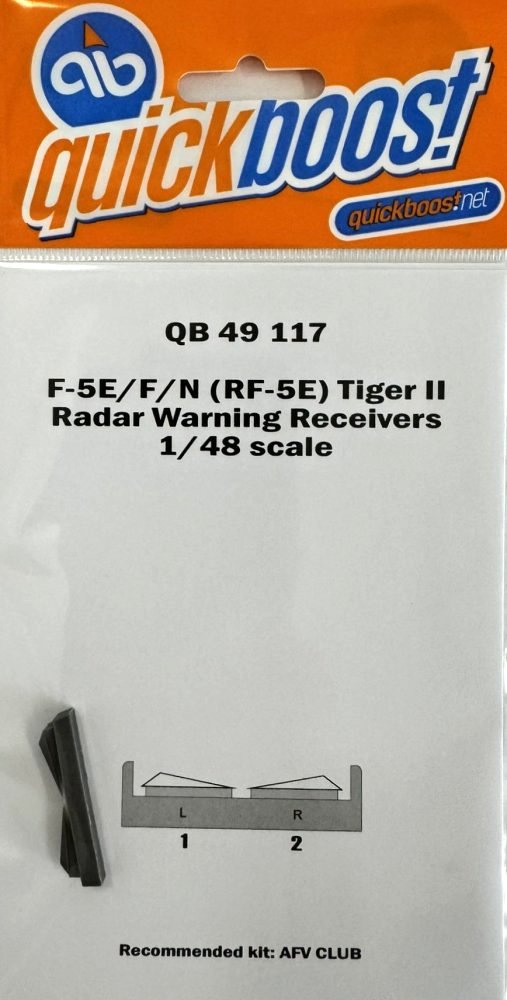 qb
quickboost
quickboost.net
QB 49 117
F-5E/F/N (RF-5E) Tiger II
Radar Warning Receivers
1/48 scale
L R
1 2
Recommended kit: AFV CLUB